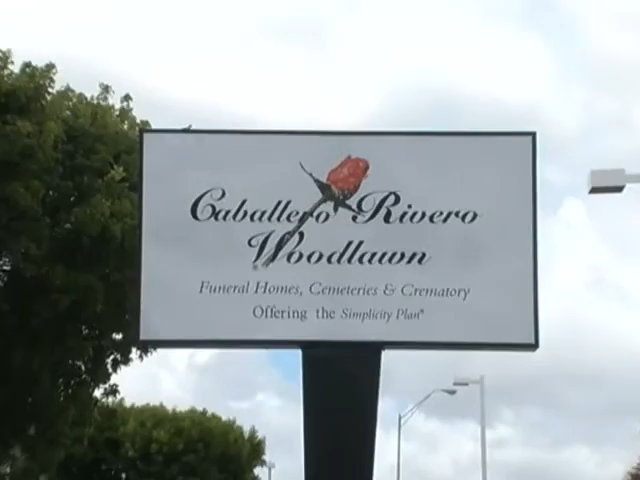 Caballero Rivero
Woodlawn
Funeral Homes, Cemeteries & Crematory
Offering the Simplicity Plan®